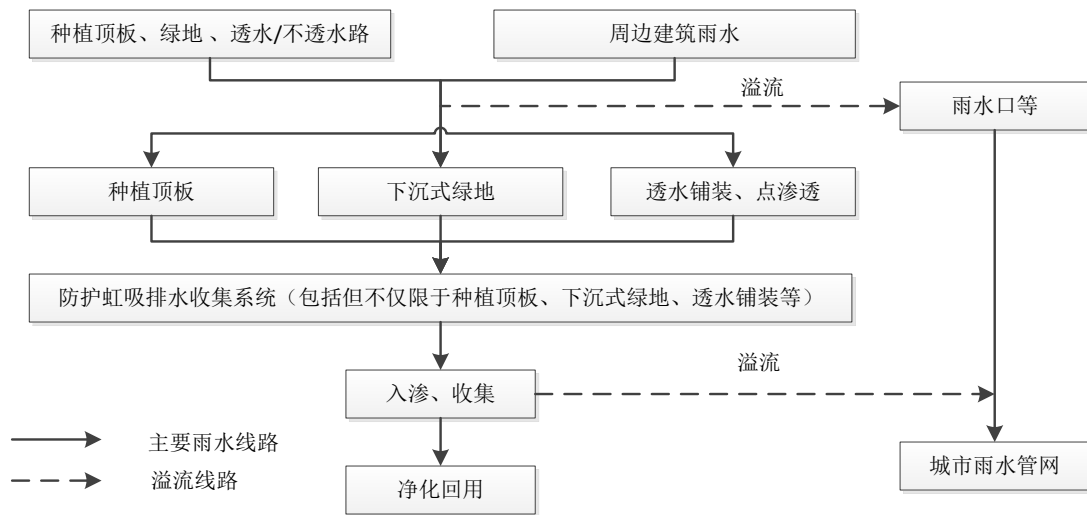 种植顶板、绿地、透水/不透水路
周边建筑雨水
溢流
雨水口等
种植顶板
下沉式绿地
透水铺装、点渗透
防护虹吸排水收集系统（包括但不仅限于种植顶板、下沉式绿地、透水铺装等）
溢流
入渗、收集
主要雨水线路
城市雨水管网
溢流线路
净化回用